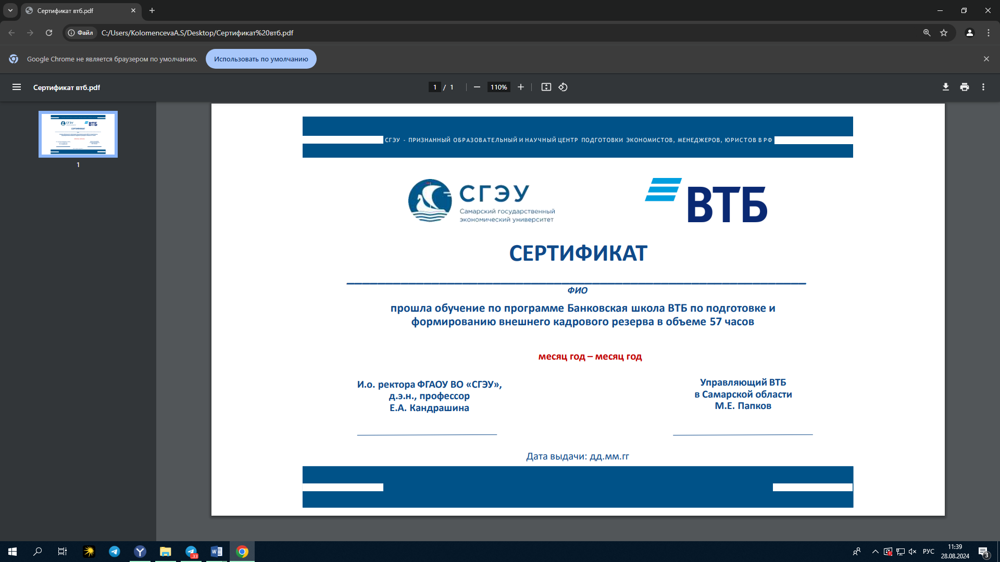 Сертификат втб.pdf
Файл
C:/Users/KolomencevaA.S/Desktop/Сертификат%20втб.pdf
Google Chrome не является браузером по умолчанию.
Использовать по умолчанию
Сертификат втб.pdf
1 / 1
110%
1
СГЭУ - ПРИЗНАННЫЙ ОБРАЗОВАТЕЛЬНЫЙ И НАУЧНЫЙ ЦЕНТР ПОДГОТОВКИ ЭКОНОМИСТОВ, МЕНЕДЖЕРОВ, ЮРИСТОВ В РФ
СГЭУ
Самарский государственный
экономический университет
ВТБ
СЕРТИФИКАТ
ФИО
прошла обучение по программе Банковская школа ВТБ по подготовке и
формированию внешнего кадрового резерва в объеме 57 часов
месяц год – месяц год
И.о. ректора ФГАОУ ВО «СГЭУ»,
д.э.н., профессор
Е.А. Кандрашина
Управляющий ВТБ
в Самарской области
М.Е. Папков
Дата выдачи: дд.мм.гг
33
РУС
11:39
28.08.2024
3